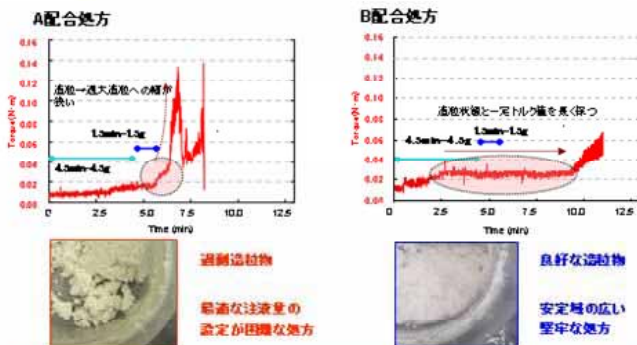 A配合処方
B配合処方
0.16
0.14
0.12
0.10
0.08
0.06
0.04
0.02
0.00
Torque(N·m)
造粒→過大造粒への幅が
狭い
1.5min-1.5g
4.5min-4.5g
0.0
2.5
5.0
7.5
10.0
12.5
Time (min)
0.16
0.14
0.12
0.10
0.08
0.06
0.04
0.02
0.00
Torque(N·m)
造粒状態と一定トルク値を長く保つ
1.5min-1.5g
4.5min-4.5g
0.0
2.5
5.0
7.5
10.0
12.5
Time (min)
過剰造粒物
最適な注液量の
設定が困難な処方
良好な造粒物
安定域の広い
堅牢な処方